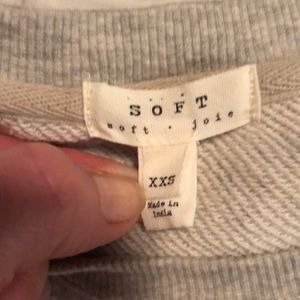 SOFT
soft · joie
XXS
Made in
India